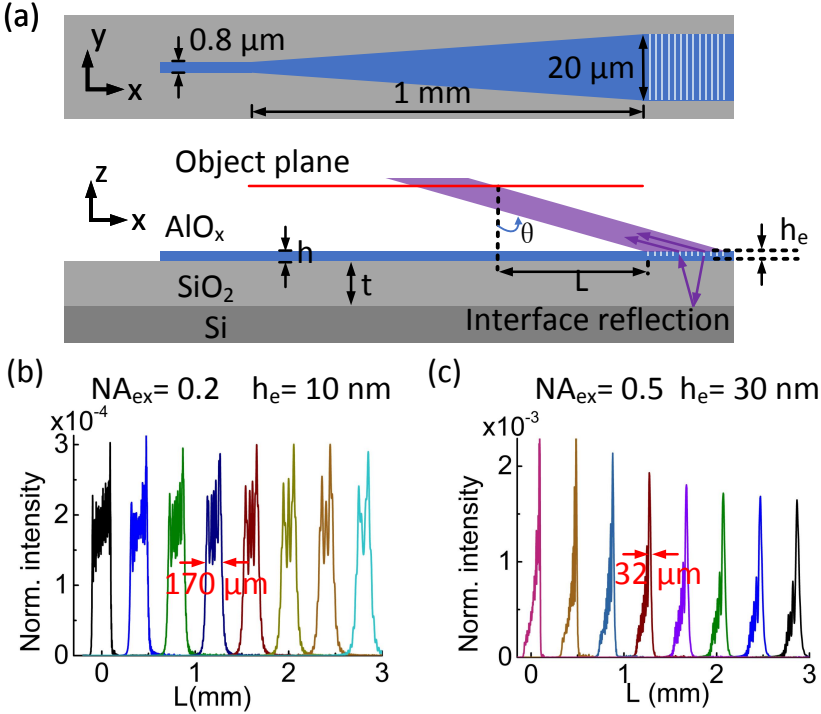 (a)
y
x
0.8 µm
20 µm
1 mm
Object plane
z
x
AlOₓ
θ
hₑ
h
L
SiO₂
t
Si
Interface reflection
(b)
NAₑₓ= 0.2 hₑ= 10 nm
x10⁻⁴
3
2
1
0
Norm. intensity
170 µm
0 1 2 3
L(mm)
(c)
NAₑₓ= 0.5 hₑ= 30 nm
x10⁻³
2
1
0
Norm. intensity
32 µm
0 1 2 3
L (mm)